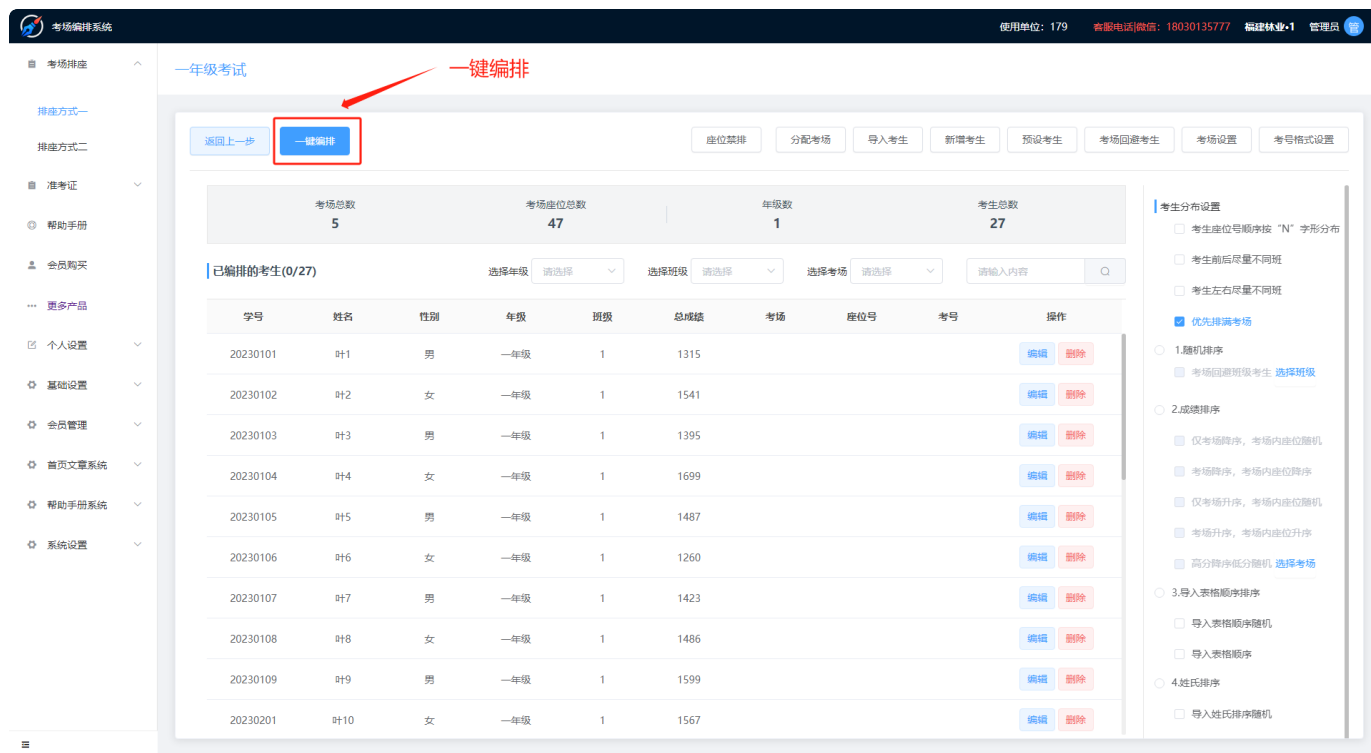 考场编排系统
使用单位：179 客服电话|微信：18030135777 福建林业•1 管理员 管
考场排座
排座方式一
排座方式二
准考证
帮助手册
会员购买
更多产品
个人设置
基础设置
会员管理
首页文章系统
帮助手册系统
系统设置
一年级考试
一键编排
返回上一步 一键编排 座位禁排 分配考场 导入考生 新增考生 预设考生 考场回避考生 考场设置 考号格式设置
考场总数 考场座位总数 年级数 考生总数
5 47 1 27
已编排的考生(0/27) 选择年级 请选择 选择班级 请选择 选择考场 请选择 请输入内容
学号 姓名 性别 年级 班级 总成绩 考场 座位号 考号 操作
20230101 叶1 男 一年级 1 1315 编辑 删除
20230102 叶2 女 一年级 1 1541 编辑 删除
20230103 叶3 男 一年级 1 1395 编辑 删除
20230104 叶4 女 一年级 1 1699 编辑 删除
20230105 叶5 男 一年级 1 1487 编辑 删除
20230106 叶6 女 一年级 1 1260 编辑 删除
20230107 叶7 男 一年级 1 1423 编辑 删除
20230108 叶8 女 一年级 1 1486 编辑 删除
20230109 叶9 男 一年级 1 1599 编辑 删除
20230201 叶10 女 一年级 1 1567 编辑 删除
考生分布设置
考生座位号顺序按“N”字形分布
考生前后尽量不同班
考生左右尽量不同班
优先排满考场
1.随机排序
考场回避班级考生 选择班级
2.成绩排序
仅考场降序，考场内座位随机
考场降序，考场内座位降序
仅考场升序，考场内座位随机
考场升序，考场内座位升序
高分降序低分随机 选择考场
3.导入表格顺序排序
导入表格顺序随机
导入表格顺序
4.姓氏排序
导入姓氏排序随机